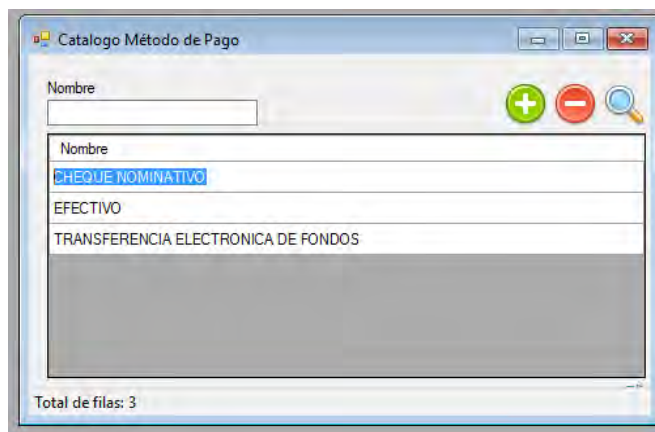 Catalogo Método de Pago
Nombre
Nombre
CHEQUE NOMINATIVO
EFECTIVO
TRANSFERENCIA ELECTRONICA DE FONDOS
Total de filas: 3